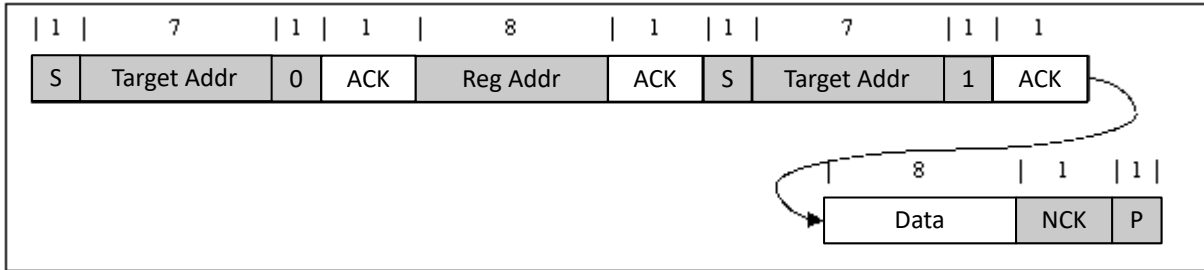 | 1 | 7 | 1 | 1 | 8 | 1 | 1 | 7 | 1 | 1
S Target Addr 0 ACK Reg Addr ACK S Target Addr 1 ACK
| 8 | 1 | 1 |
Data NCK P